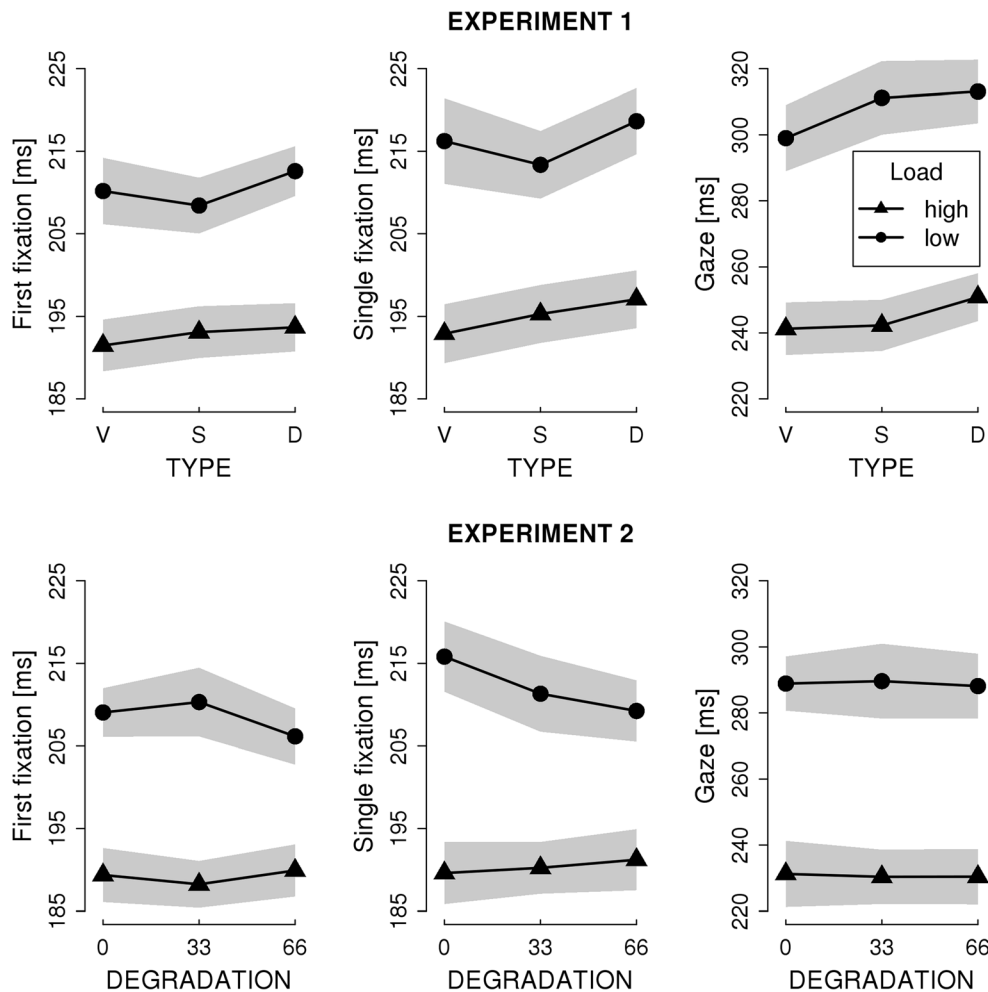 EXPERIMENT 1
First fixation [ms]
185 195 205 215 225
V S D
TYPE
Single fixation [ms]
185 195 205 215 225
V S D
TYPE
Gaze [ms]
220 240 260 280 300 320
Load
high
low
V S D
TYPE
EXPERIMENT 2
First fixation [ms]
185 195 205 215 225
0 33 66
DEGRADATION
Single fixation [ms]
185 195 205 215 225
0 33 66
DEGRADATION
Gaze [ms]
220 240 260 280 300 320
0 33 66
DEGRADATION